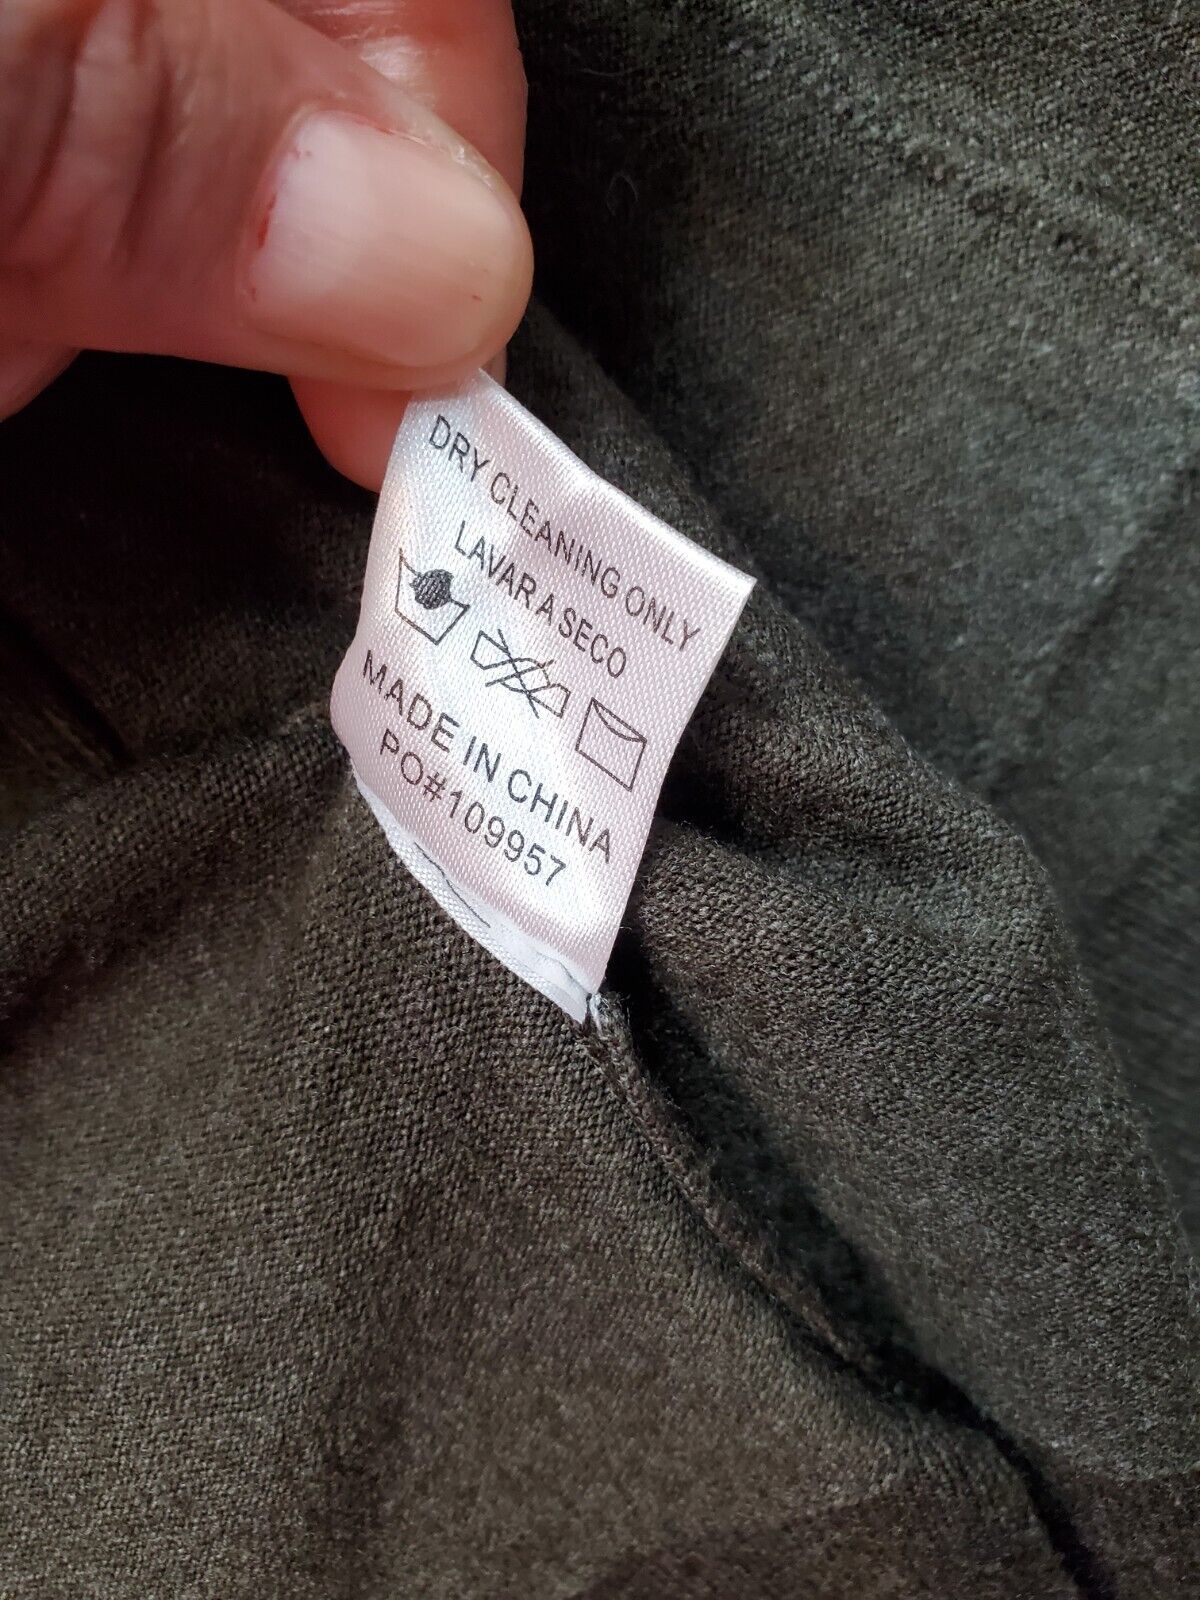 DRY CLEANING ONLY
LAVAR A SECO
MADE IN CHINA
PO#109957